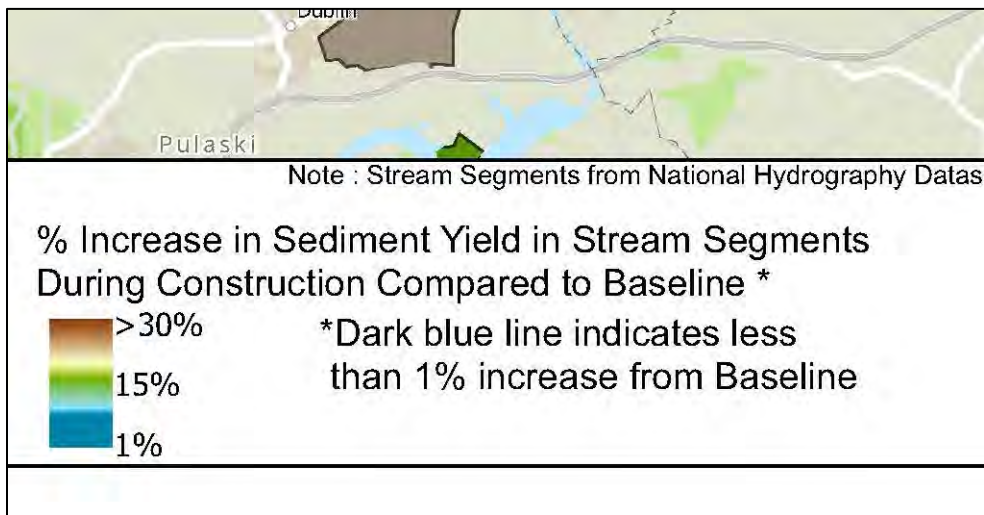 Dublin
Pulaski
Note : Stream Segments from National Hydrography Datas
% Increase in Sediment Yield in Stream Segments
During Construction Compared to Baseline *
>30%
15%
1%
*Dark blue line indicates less
than 1% increase from Baseline